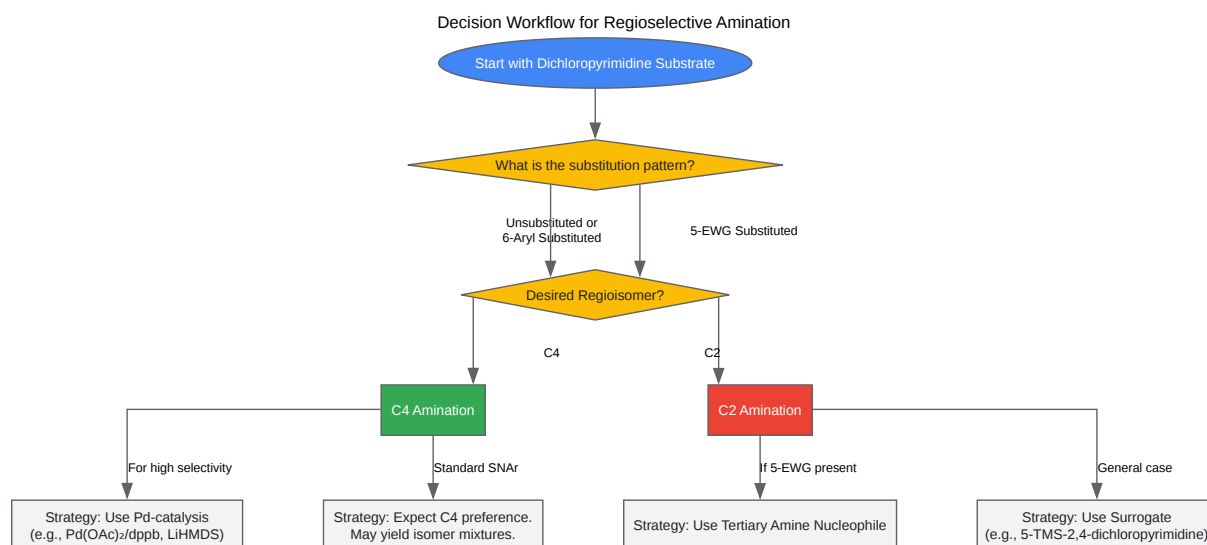 Decision Workflow for Regioselective Amination
Start with Dichloropyrimidine Substrate
What is the substitution pattern?
Unsubstituted or
6-Aryl Substituted
5-EWG Substituted
Desired Regioisomer?
C4
C2
C4 Amination
C2 Amination
For high selectivity
Standard SNAr
If 5-EWG present
General case
Strategy: Use Pd-catalysis
(e.g., Pd(OAc)₂/dppb, LiHMDS)
Strategy: Expect C4 preference.
May yield isomer mixtures.
Strategy: Use Tertiary Amine Nucleophile
Strategy: Use Surrogate
(e.g., 5-TMS-2,4-dichloropyrimidine)